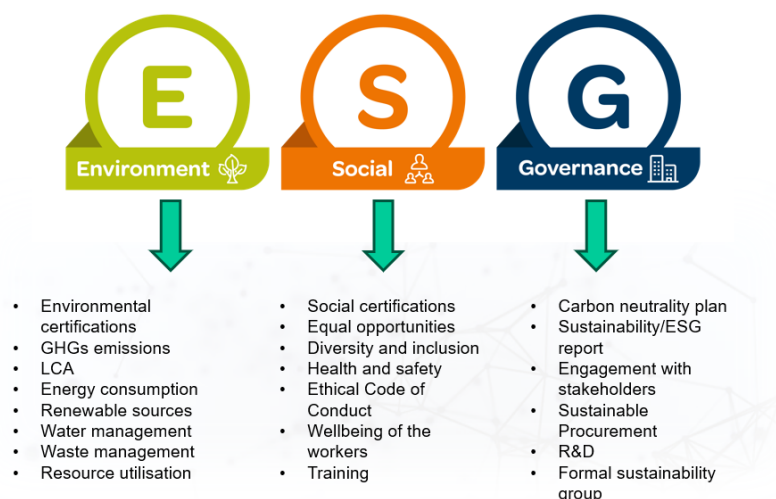 E
Environment
S
Social
G
Governance
• Environmental
certifications
• GHGs emissions
• LCA
• Energy consumption
• Renewable sources
• Water management
• Waste management
• Resource utilisation
• Social certifications
• Equal opportunities
• Diversity and inclusion
• Health and safety
• Ethical Code of
Conduct
• Wellbeing of the
workers
• Training
• Carbon neutrality plan
• Sustainability/ESG
report
• Engagement with
stakeholders
• Sustainable
Procurement
• R&D
• Formal sustainability
group